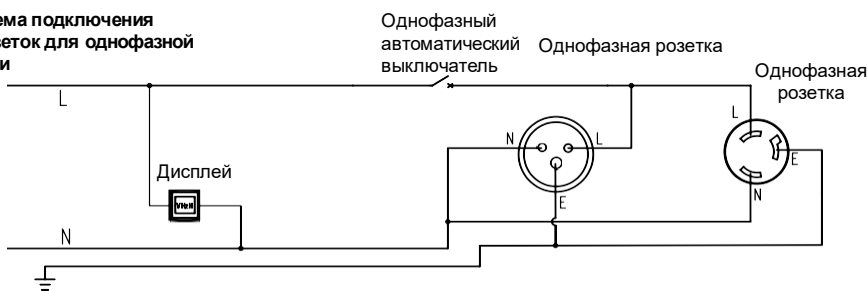 ема подключения
веток для однофазной
и
Однофазный
автоматический
выключатель
Однофазная розетка
Однофазная
розетка
L
Дисплей
N
N
L
E
L
E
N